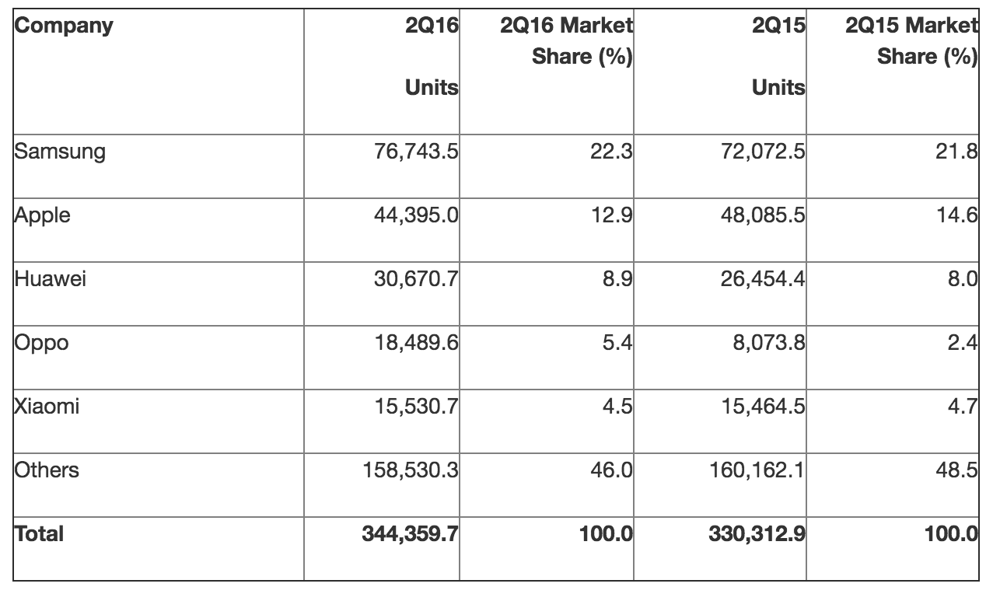 Company 2Q16 2Q16 Market 2Q15 2Q15 Market
Share (%) Share (%)
Units Units
Samsung 76,743.5 22.3 72,072.5 21.8
Apple 44,395.0 12.9 48,085.5 14.6
Huawei 30,670.7 8.9 26,454.4 8.0
Oppo 18,489.6 5.4 8,073.8 2.4
Xiaomi 15,530.7 4.5 15,464.5 4.7
Others 158,530.3 46.0 160,162.1 48.5
Total 344,359.7 100.0 330,312.9 100.0